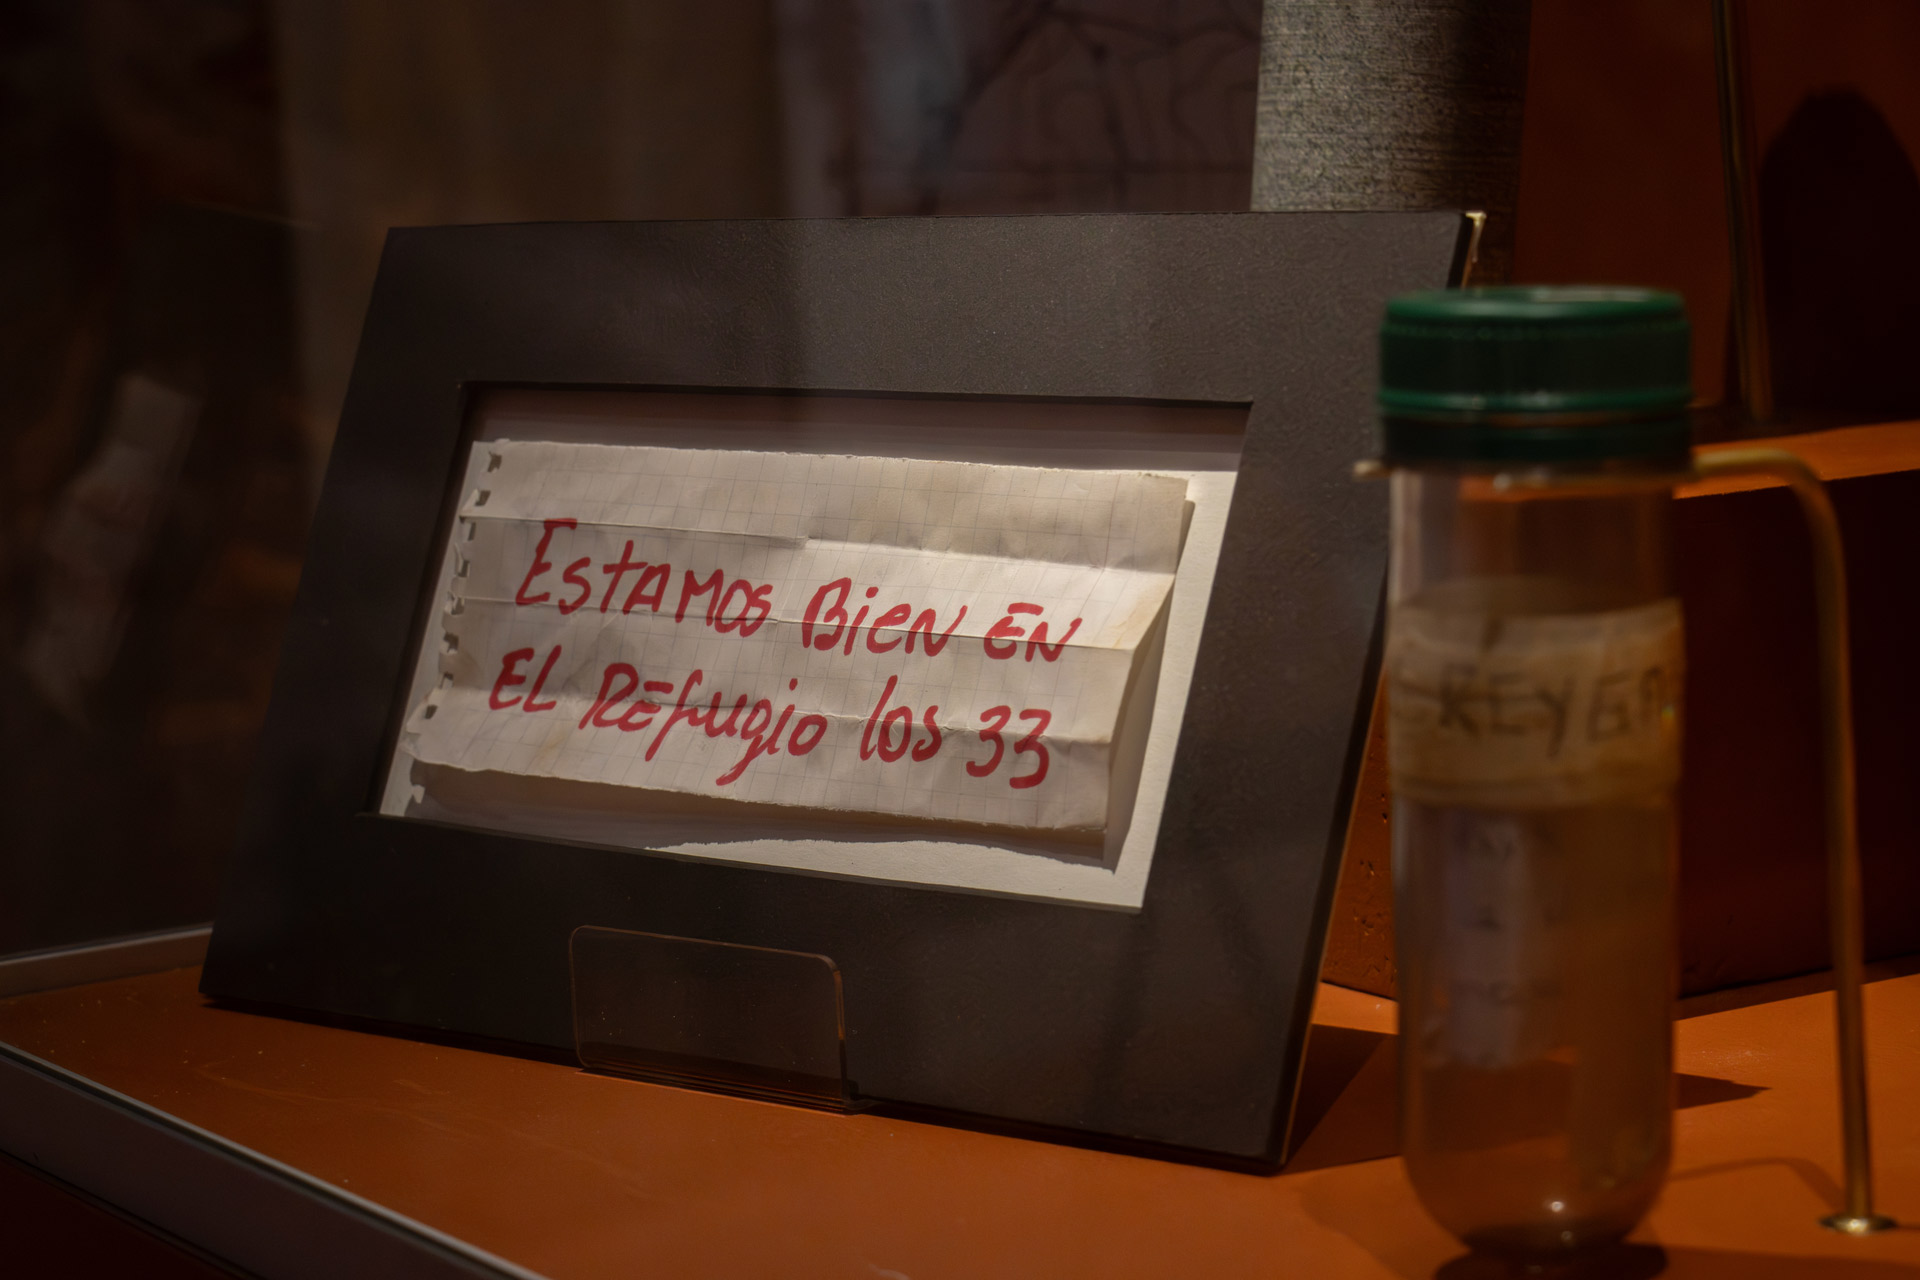 EstAMOS BiEN EN
EL REfugio los 33